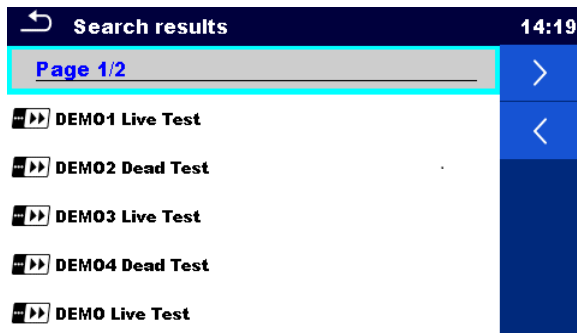 Search results 14:19
Page 1/2
DEMO1 Live Test
DEMO2 Dead Test
DEMO3 Live Test
DEMO4 Dead Test
DEMO Live Test